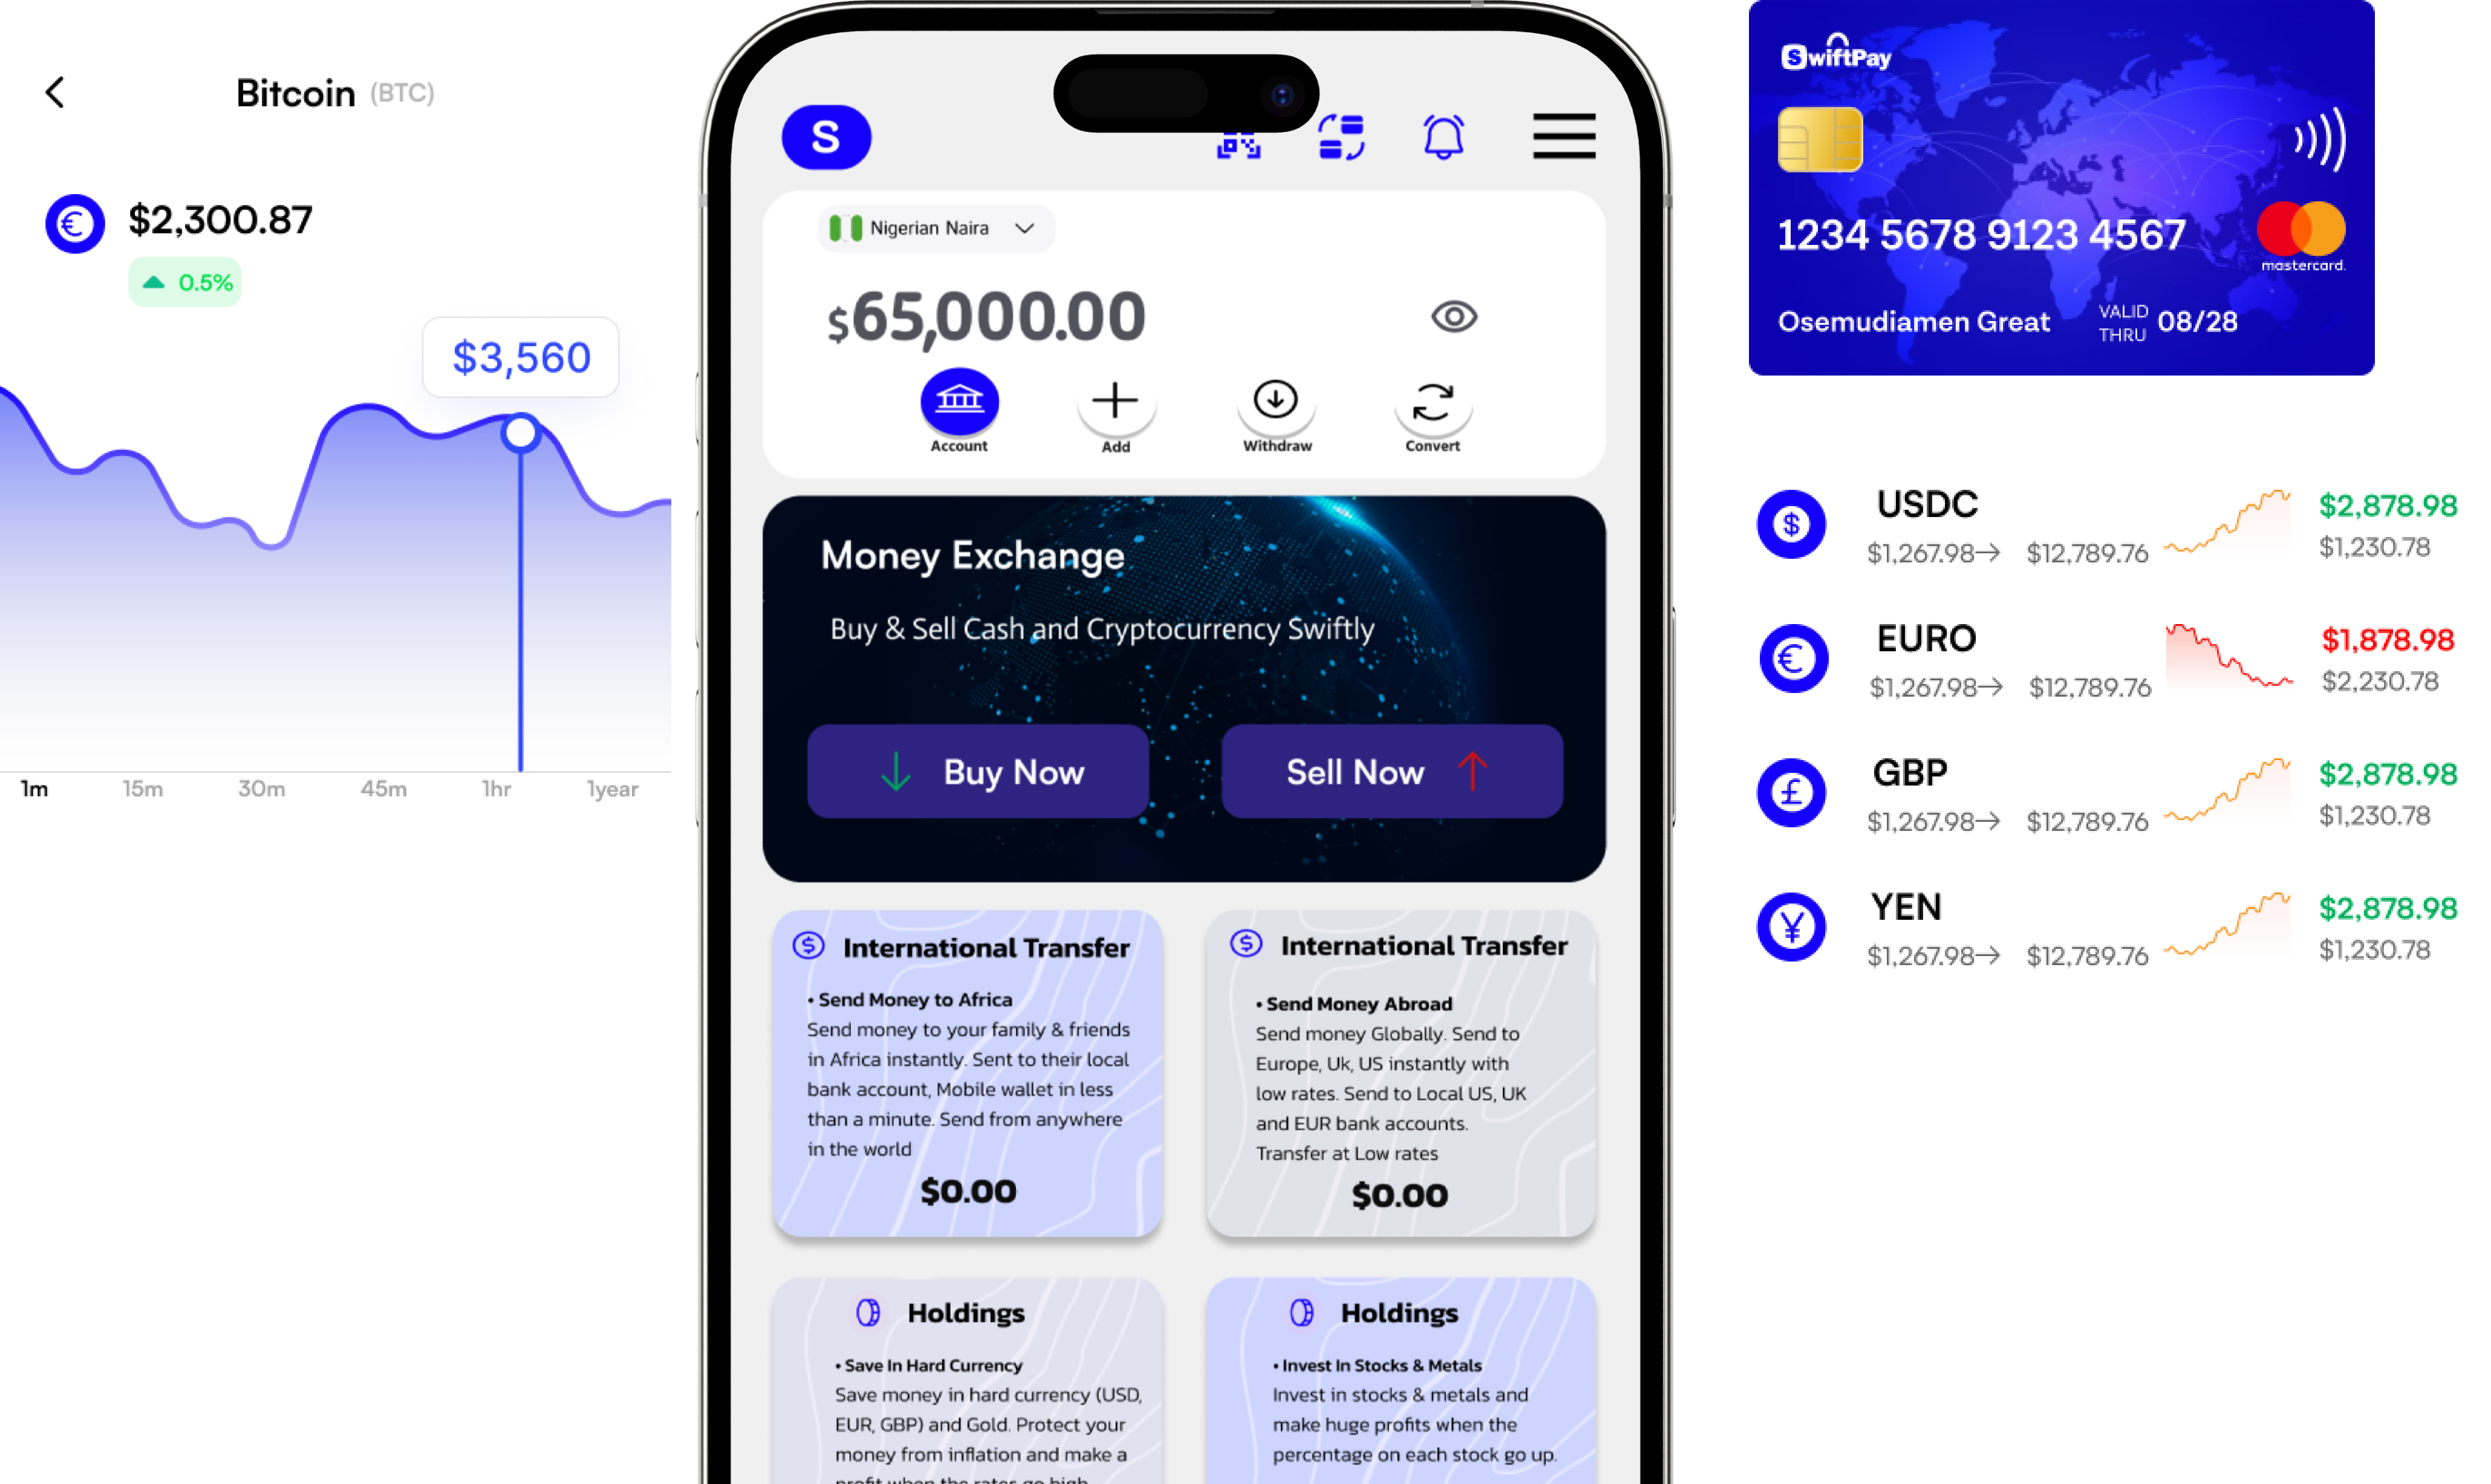 Bitcoin (BTC)
$2,300.87
0.5%
$3,560
1m 15m 30m 45m 1hr 1year
S
Nigerian Naira
$65,000.00
Account Add Withdraw Convert
Money Exchange
Buy & Sell Cash and Cryptocurrency Swiftly
Buy Now Sell Now
International Transfer
• Send Money to Africa
Send money to your family & friends
in Africa instantly. Sent to their local
bank account, Mobile wallet in less
than a minute. Send from anywhere
in the world
$0.00
International Transfer
• Send Money Abroad
Send money Globally. Send to
Europe, Uk, US instantly with
low rates. Send to Local US, UK
and EUR bank accounts.
Transfer at Low rates
$0.00
Holdings
• Save In Hard Currency
Save money in hard currency (USD,
EUR, GBP) and Gold. Protect your
money from inflation and make a
profit when the rates go high
Holdings
• Invest In Stocks & Metals
Invest in stocks & metals and
make huge profits when the
percentage on each stock go up.
SwiftPay
1234 5678 9123 4567
mastercard.
Osemudiamen Great VALID THRU 08/28
USDC
$1,267.98→ $12,789.76
$2,878.98
$1,230.78
EURO
$1,267.98→ $12,789.76
$1,878.98
$2,230.78
GBP
$1,267.98→ $12,789.76
$2,878.98
$1,230.78
YEN
$1,267.98→ $12,789.76
$2,878.98
$1,230.78